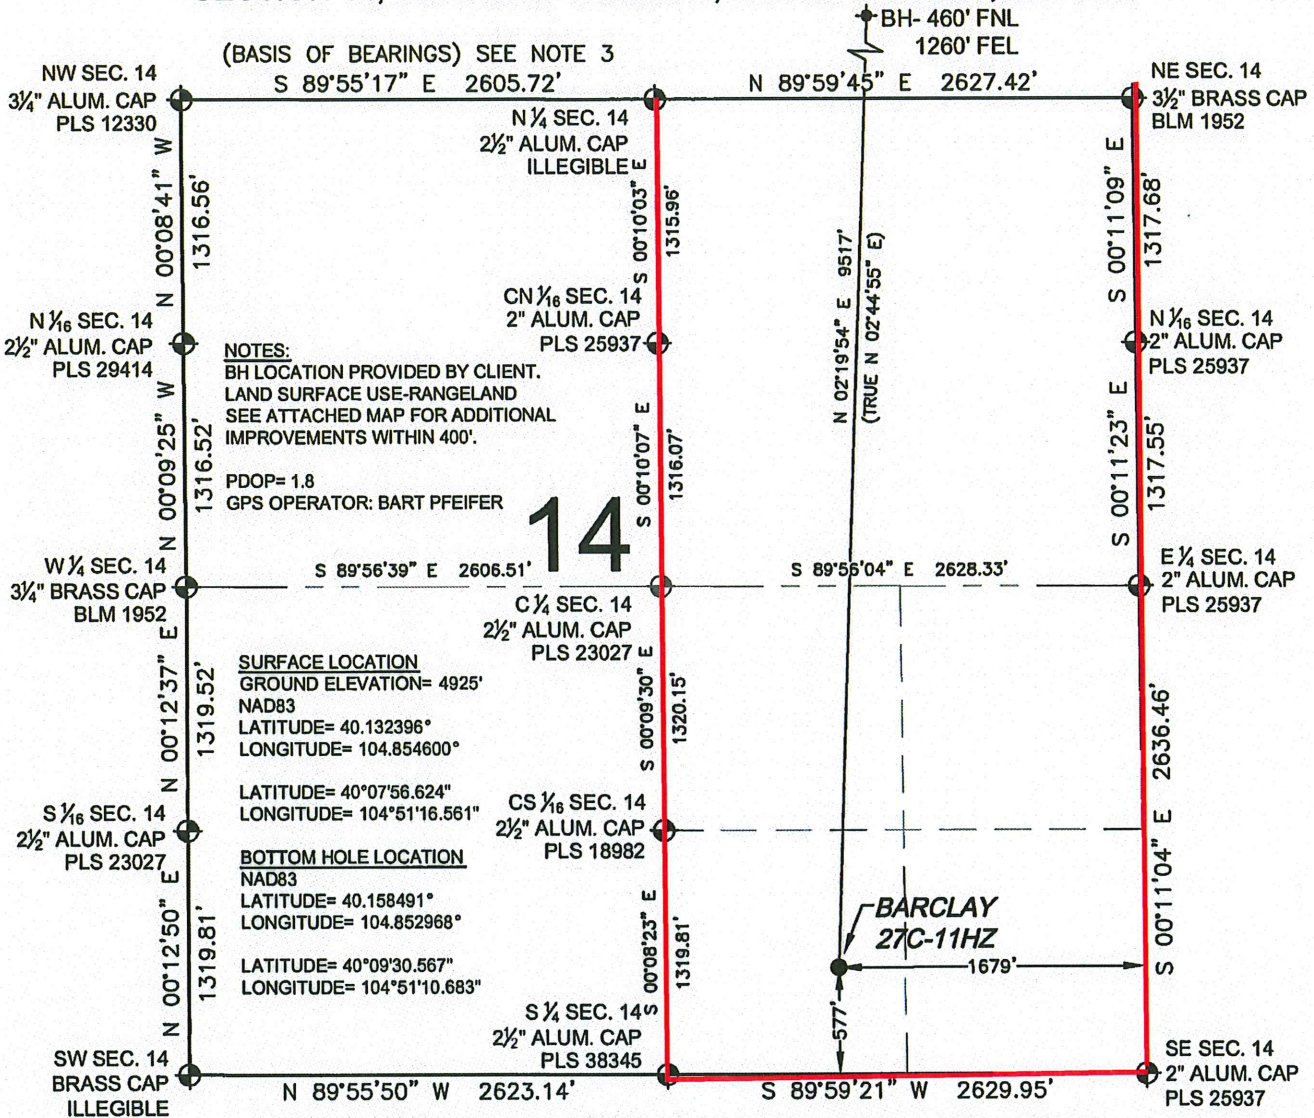 BH- 460' FNL
1260' FEL
(BASIS OF BEARINGS) SEE NOTE 3
S 89°55'17" E 2605.72'
N 89°59'45" E 2627.42'
NW SEC. 14
3¼" ALUM. CAP
PLS 12330
N ¼ SEC. 14
2½" ALUM. CAP
ILLEGIBLE
NE SEC. 14
3½" BRASS CAP
BLM 1952
N 00°08'41" W
1316.56'
S 00°10'03" E
1315.96'
N 02°19'54" E 9517'
(TRUE N 02°44'55" E)
S 00°11'09" E
1317.68'
N 1⁄16 SEC. 14
2½" ALUM. CAP
PLS 29414
CN 1⁄16 SEC. 14
2" ALUM. CAP
PLS 25937
N 1⁄16 SEC. 14
2" ALUM. CAP
PLS 25937
NOTES:
BH LOCATION PROVIDED BY CLIENT.
LAND SURFACE USE-RANGELAND
SEE ATTACHED MAP FOR ADDITIONAL
IMPROVEMENTS WITHIN 400'.
PDOP= 1.8
GPS OPERATOR: BART PFEIFER
N 00°09'25" W
1316.52'
14
S 00°10'07" E
1316.07'
S 00°11'23" E
1317.55'
W ¼ SEC. 14
3¼" BRASS CAP
BLM 1952
S 89°56'39" E 2606.51'
S 89°56'04" E 2628.33'
C ¼ SEC. 14
2½" ALUM. CAP
PLS 23027
E ¼ SEC. 14
2" ALUM. CAP
PLS 25937
N 00°12'37" E
1319.52'
SURFACE LOCATION
GROUND ELEVATION= 4925'
NAD83
LATITUDE= 40.132396°
LONGITUDE= 104.854600°
LATITUDE= 40°07'56.624"
LONGITUDE= 104°51'16.561"
S 00°09'30" E
1320.15'
S 00°11'04" E 2636.46'
S 1⁄16 SEC. 14
2½" ALUM. CAP
PLS 23027
CS 1⁄16 SEC. 14
2½" ALUM. CAP
PLS 18982
BOTTOM HOLE LOCATION
NAD83
LATITUDE= 40.158491°
LONGITUDE= 104.852968°
LATITUDE= 40°09'30.567"
LONGITUDE= 104°51'10.683"
N 00°12'50" E
1319.81'
S 00°08'23" E
1319.81'
BARCLAY
27C-11HZ
1679'
577'
S ¼ SEC. 14
2½" ALUM. CAP
PLS 38345
SW SEC. 14
BRASS CAP
ILLEGIBLE
N 89°55'50" W 2623.14'
S 89°59'21" W 2629.95'
SE SEC. 14
2" ALUM. CAP
PLS 25937